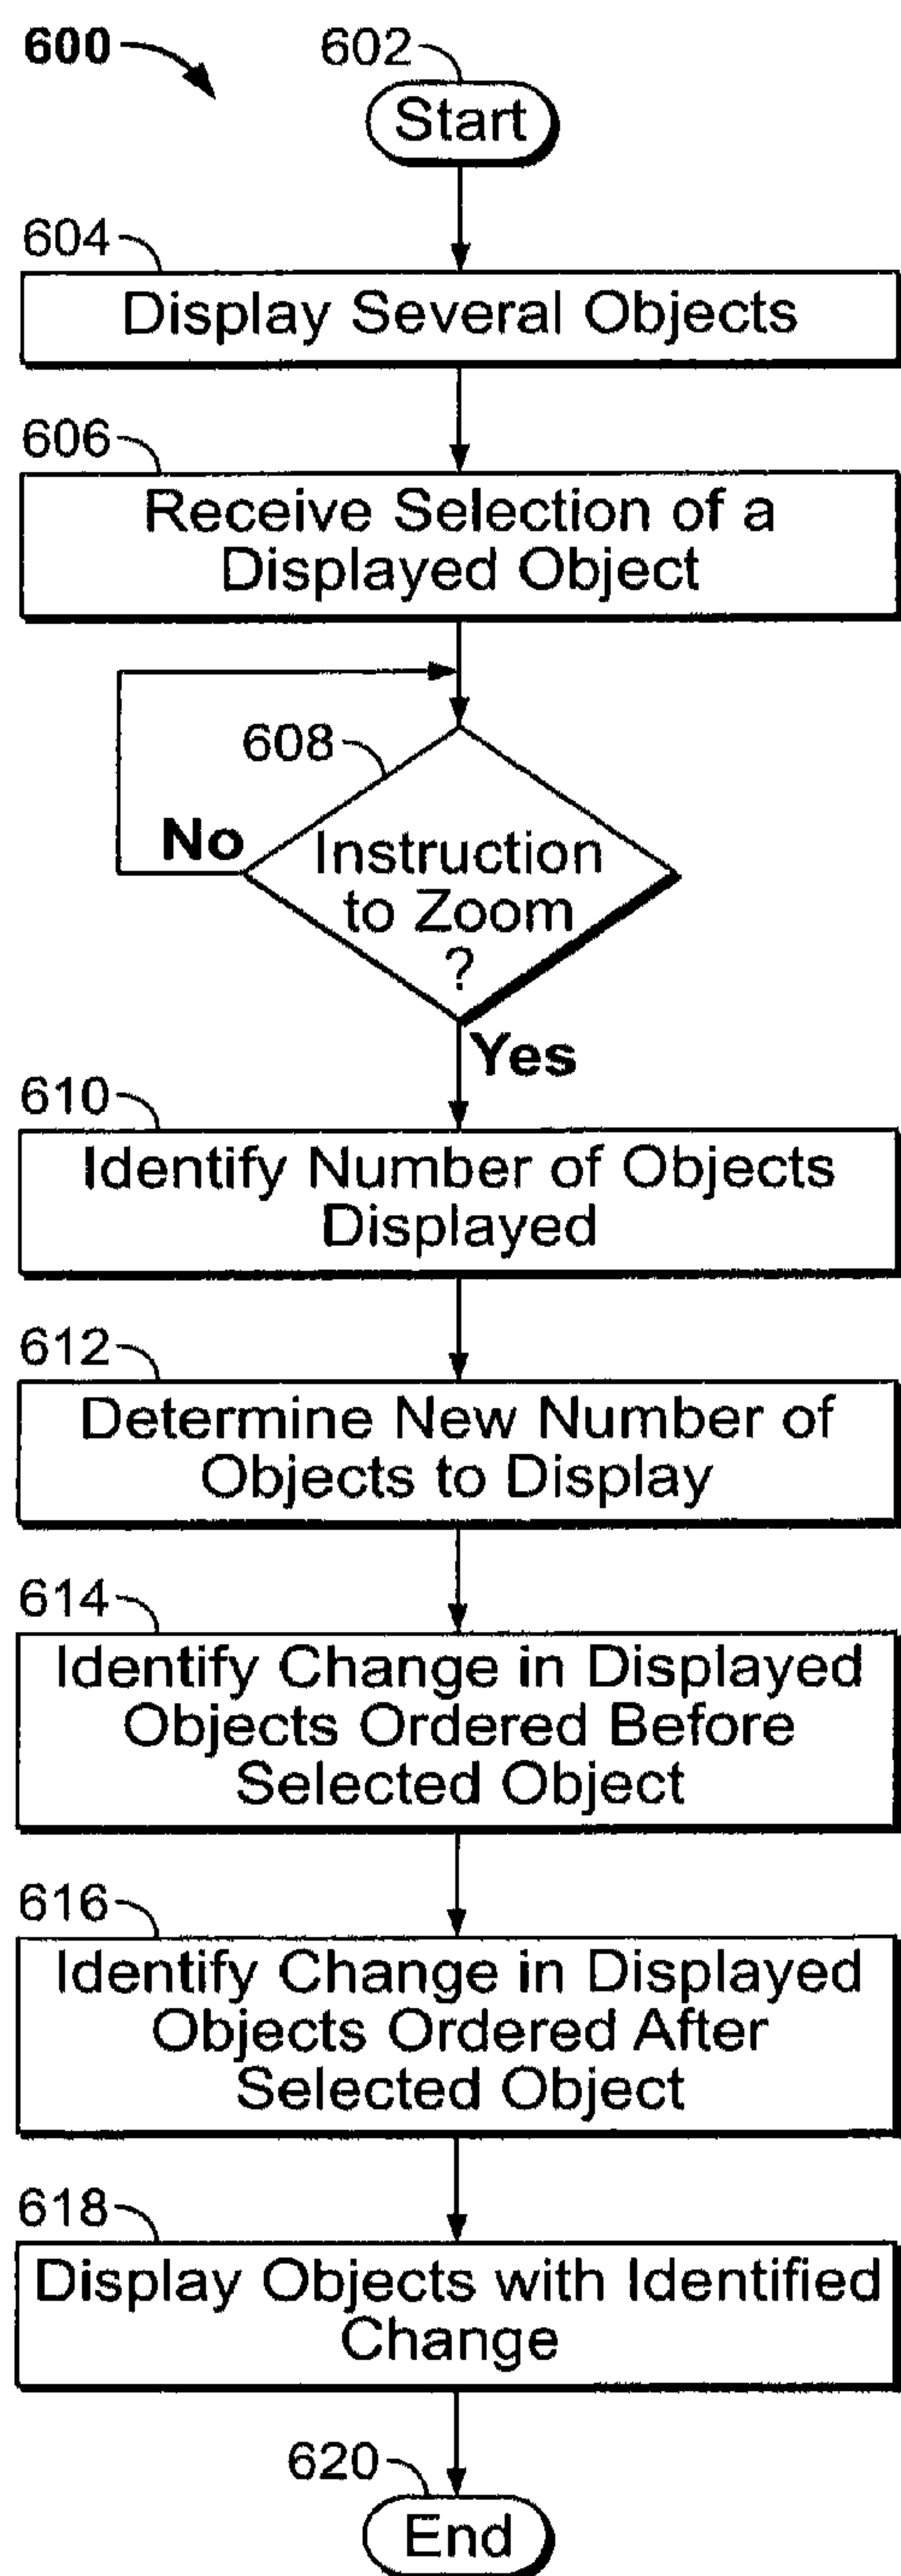 600
602
Start
604
Display Several Objects
606
Receive Selection of a
Displayed Object
608
No
Instruction
to Zoom
?
Yes
610
Identify Number of Objects
Displayed
612
Determine New Number of
Objects to Display
614
Identify Change in Displayed
Objects Ordered Before
Selected Object
616
Identify Change in Displayed
Objects Ordered After
Selected Object
618
Display Objects with Identified
Change
620
End